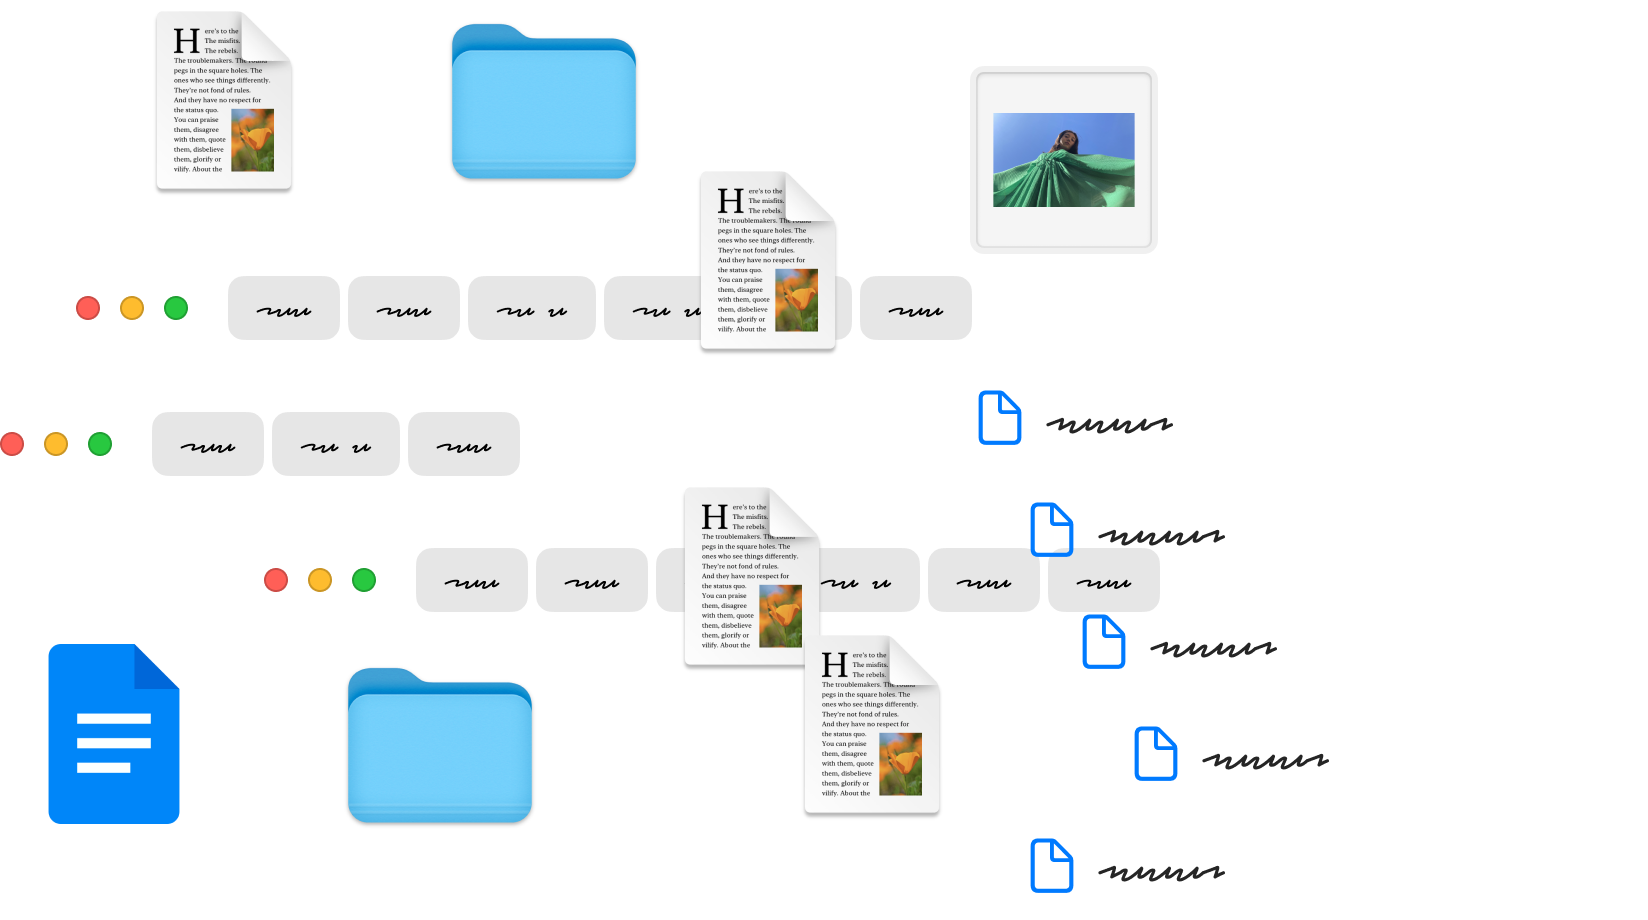 Here's to the
The misfits.
The rebels.
The troublemakers. The round
pegs in the square holes. The
ones who see things differently.
They're not fond of rules.
And they have no respect for
the status quo.
You can praise
them, disagree
with them, quote
them, disbelieve
them, glorify or
vilify. About the
Here's to the
The misfits.
The rebels.
The troublemakers. The round
pegs in the square holes. The
ones who see things differently.
They're not fond of rules.
And they have no respect for
the status quo.
You can praise
them, disagree
with them, quote
them, disbelieve
them, glorify or
vilify. About the
Here's to the
The misfits.
The rebels.
The troublemakers. The round
pegs in the square holes. The
ones who see things differently.
They're not fond of rules.
And they have no respect for
the status quo.
You can praise
them, disagree
with them, quote
them, disbelieve
them, glorify or
vilify. About the
Here's to the
The misfits.
The rebels.
The troublemakers. The round
pegs in the square holes. The
ones who see things differently.
They're not fond of rules.
And they have no respect for
the status quo.
You can praise
them, disagree
with them, quote
them, disbelieve
them, glorify or
vilify. About the